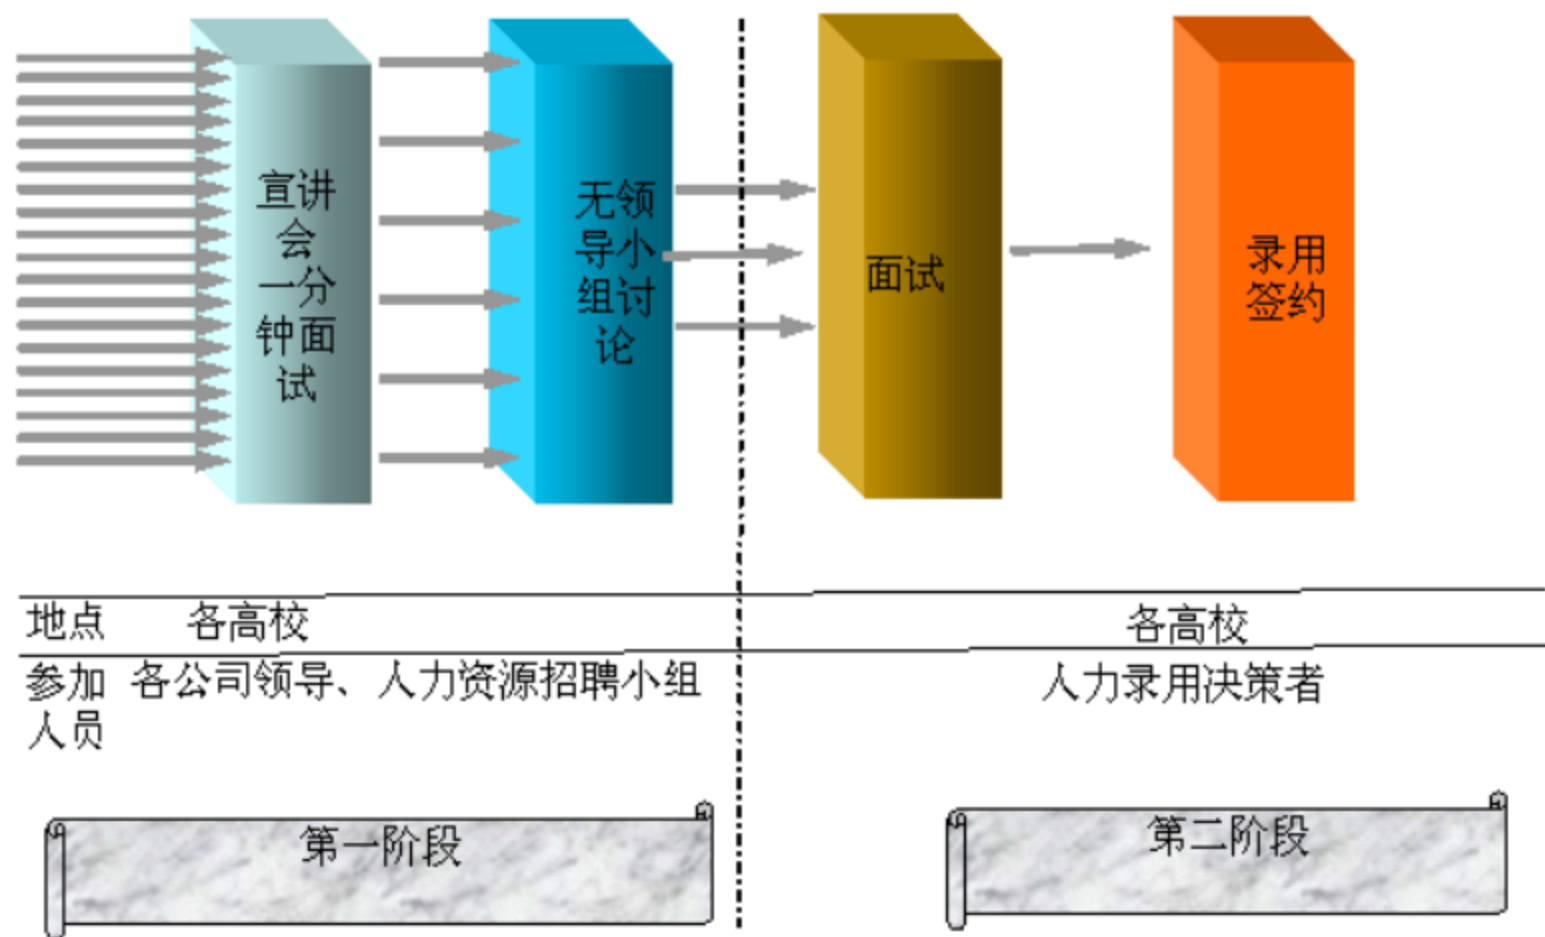 宣讲
会
一分
钟面
试
无领
导小
组讨
论
面试
录用
签约
地点 各高校 各高校
参加 各公司领导、人力资源招聘小组 人力录用决策者
人员
第一阶段 第二阶段